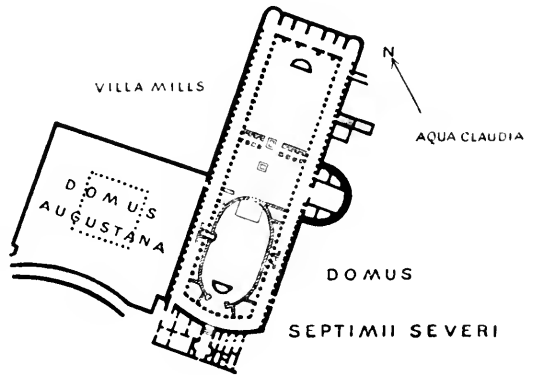 N
VILLA MILLS
AQUA CLAUDIA
DOMUS
AUGUSTANA
DOMUS
SEPTIMII SEVERI